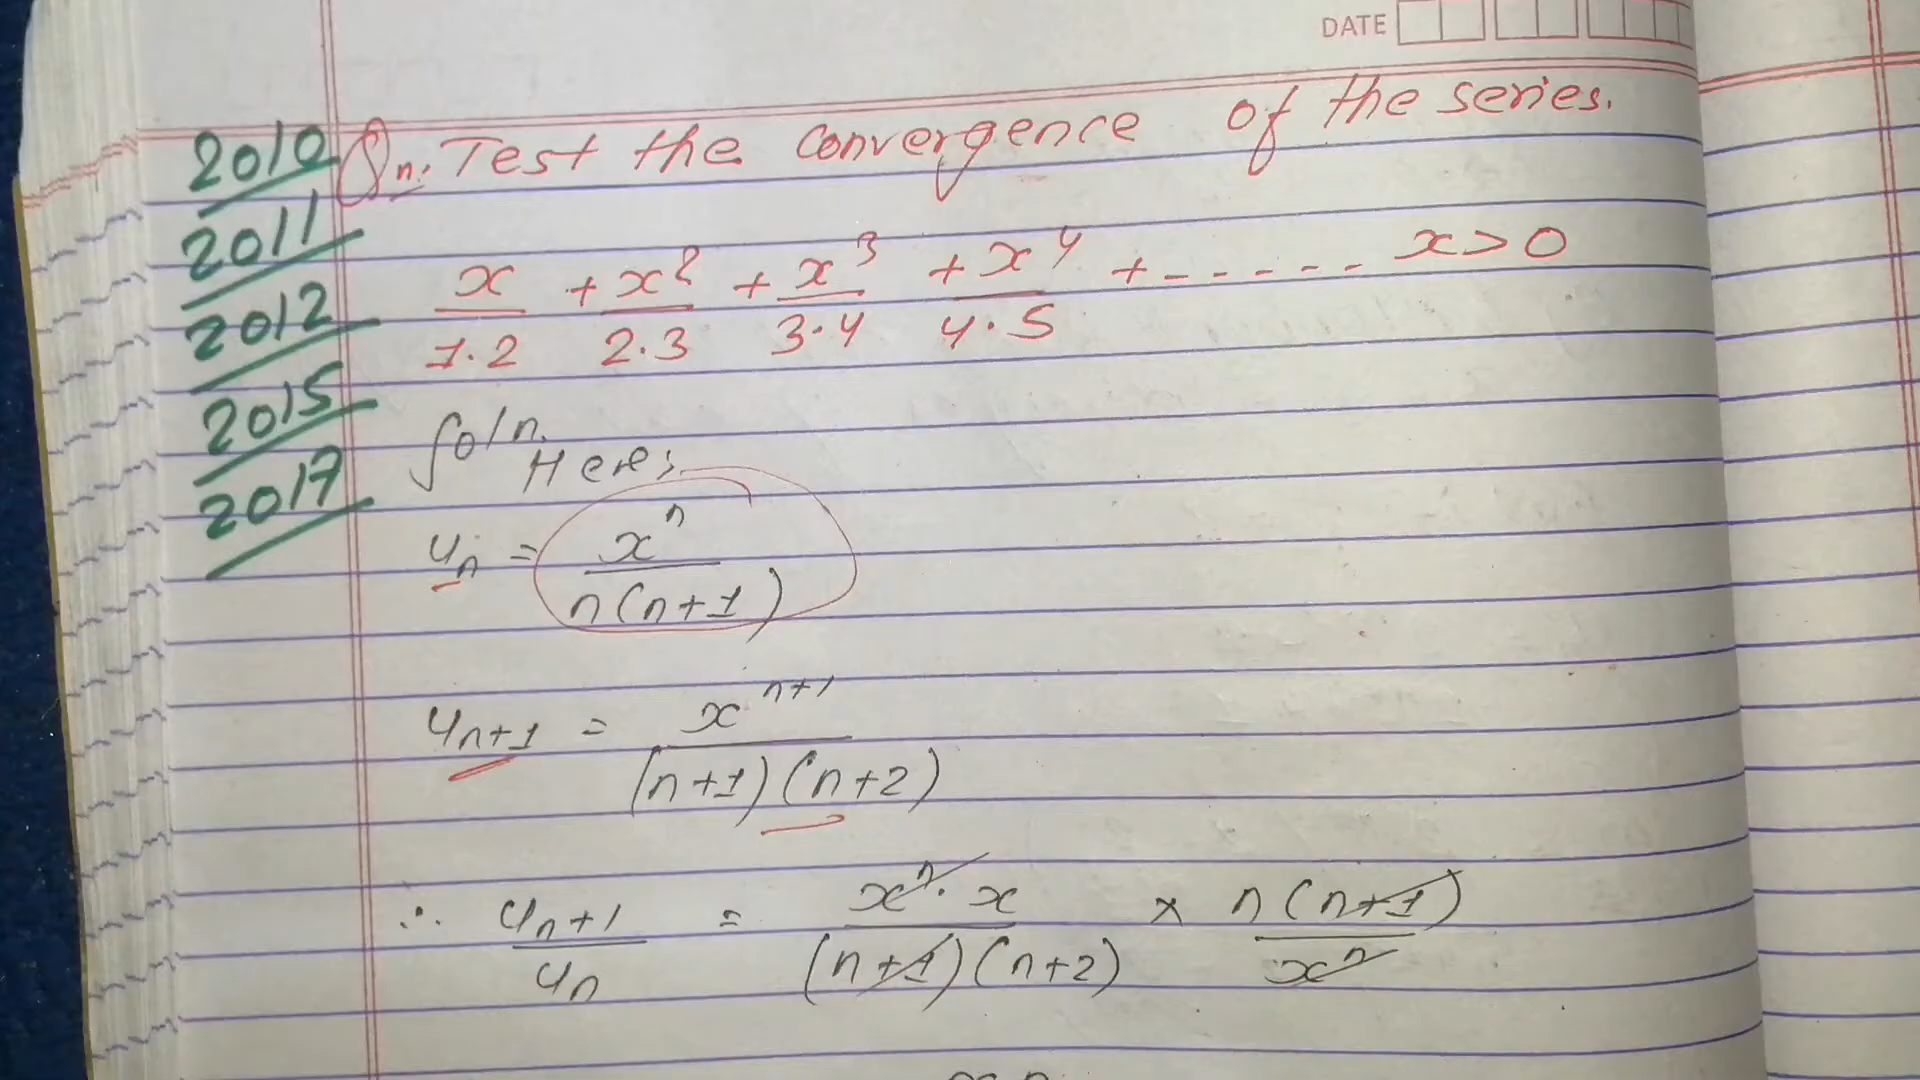 DATE
2010 Qn. Test the convergence of the series.
2011
2012
2015
2017
x/1.2 + x²/2.3 + x³/3.4 + x⁴/4.5 + - - - - - x>0
Soln.
Here,
uₙ = xⁿ/n(n+1)
uₙ₊₁ = xⁿ⁺¹/(n+1)(n+2)
∴ uₙ₊₁/uₙ = xⁿ·x/(n+1)(n+2) × n(n+1)/xⁿ